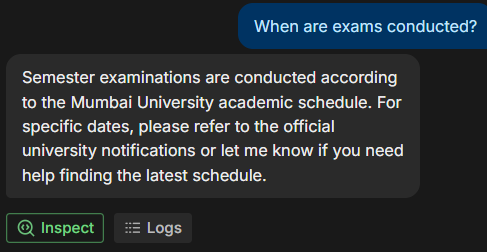 When are exams conducted?
Semester examinations are conducted according
to the Mumbai University academic schedule. For
specific dates, please refer to the official
university notifications or let me know if you need
help finding the latest schedule.
Inspect
Logs